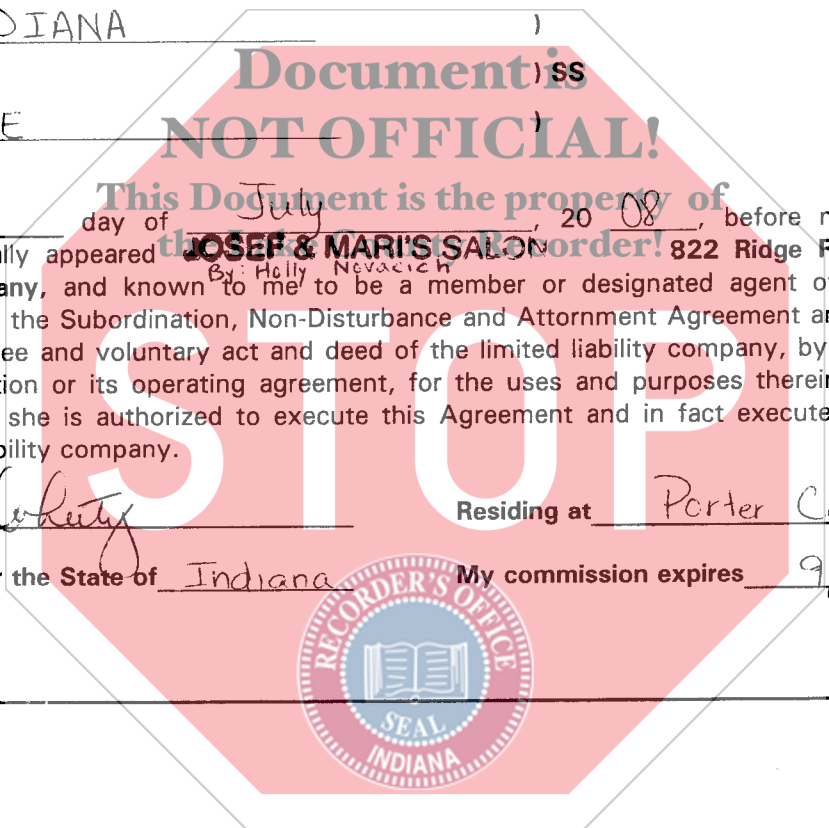 DIANA )
Document is
) SS
NOT OFFICIAL!
E )
This Document is the property of
day of July, 20 08, before m
the Lake County Recorder!
lly appeared JOSEF & MARI'S SALON 822 Ridge R
By: Holly Novacich
any, and known to me to be a member or designated agent of
the Subordination, Non-Disturbance and Attornment Agreement an
ee and voluntary act and deed of the limited liability company, by
tion or its operating agreement, for the uses and purposes therein
she is authorized to execute this Agreement and in fact execute
bility company.
STOP
Residing at Porter C
the State of Indiana My commission expires 9
RECORDER'S OFFICE
SEAL
INDIANA